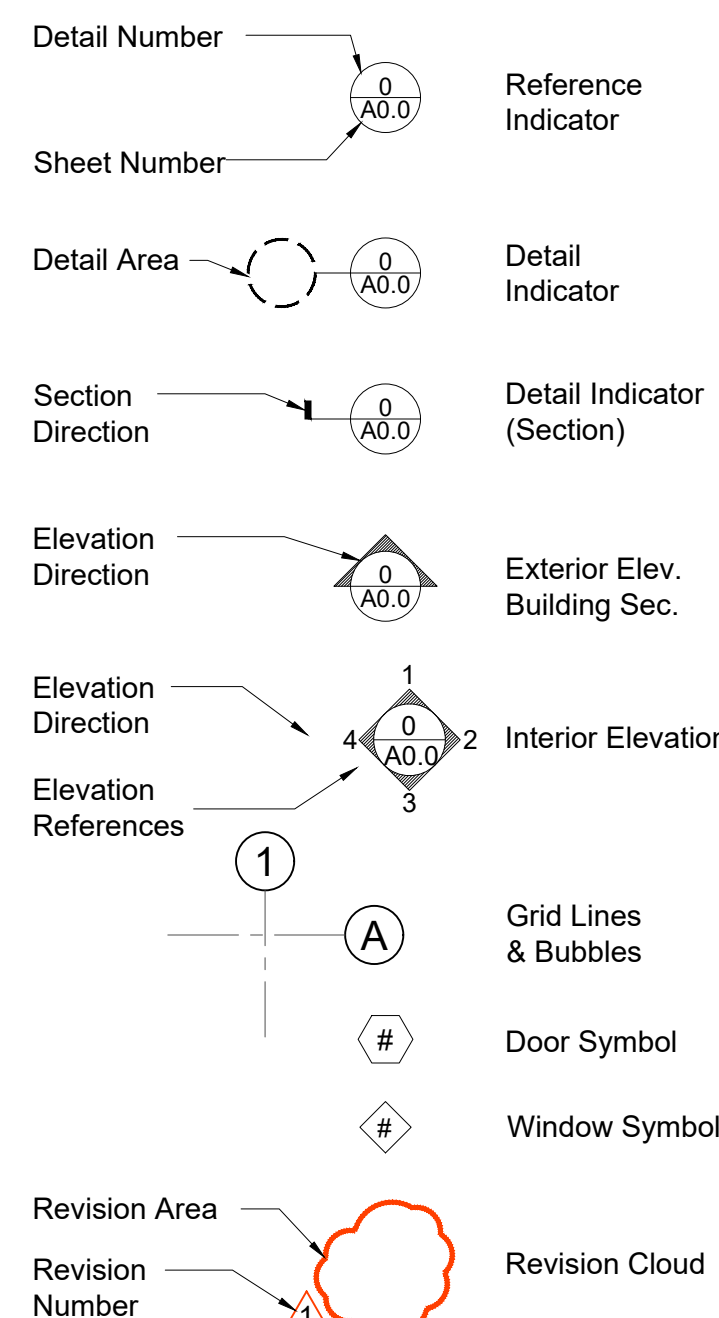 Detail Number
0
A0.0
Reference
Indicator
Sheet Number
Detail Area
0
A0.0
Detail
Indicator
Section
Direction
0
A0.0
Detail Indicator
(Section)
Elevation
Direction
0
A0.0
Exterior Elev.
Building Sec.
Elevation
Direction
1
4
0
A0.0
2
3
Interior Elevation
Elevation
References
1
A
Grid Lines
& Bubbles
#
Door Symbol
#
Window Symbol
Revision Area
Revision
Number
1
Revision Cloud